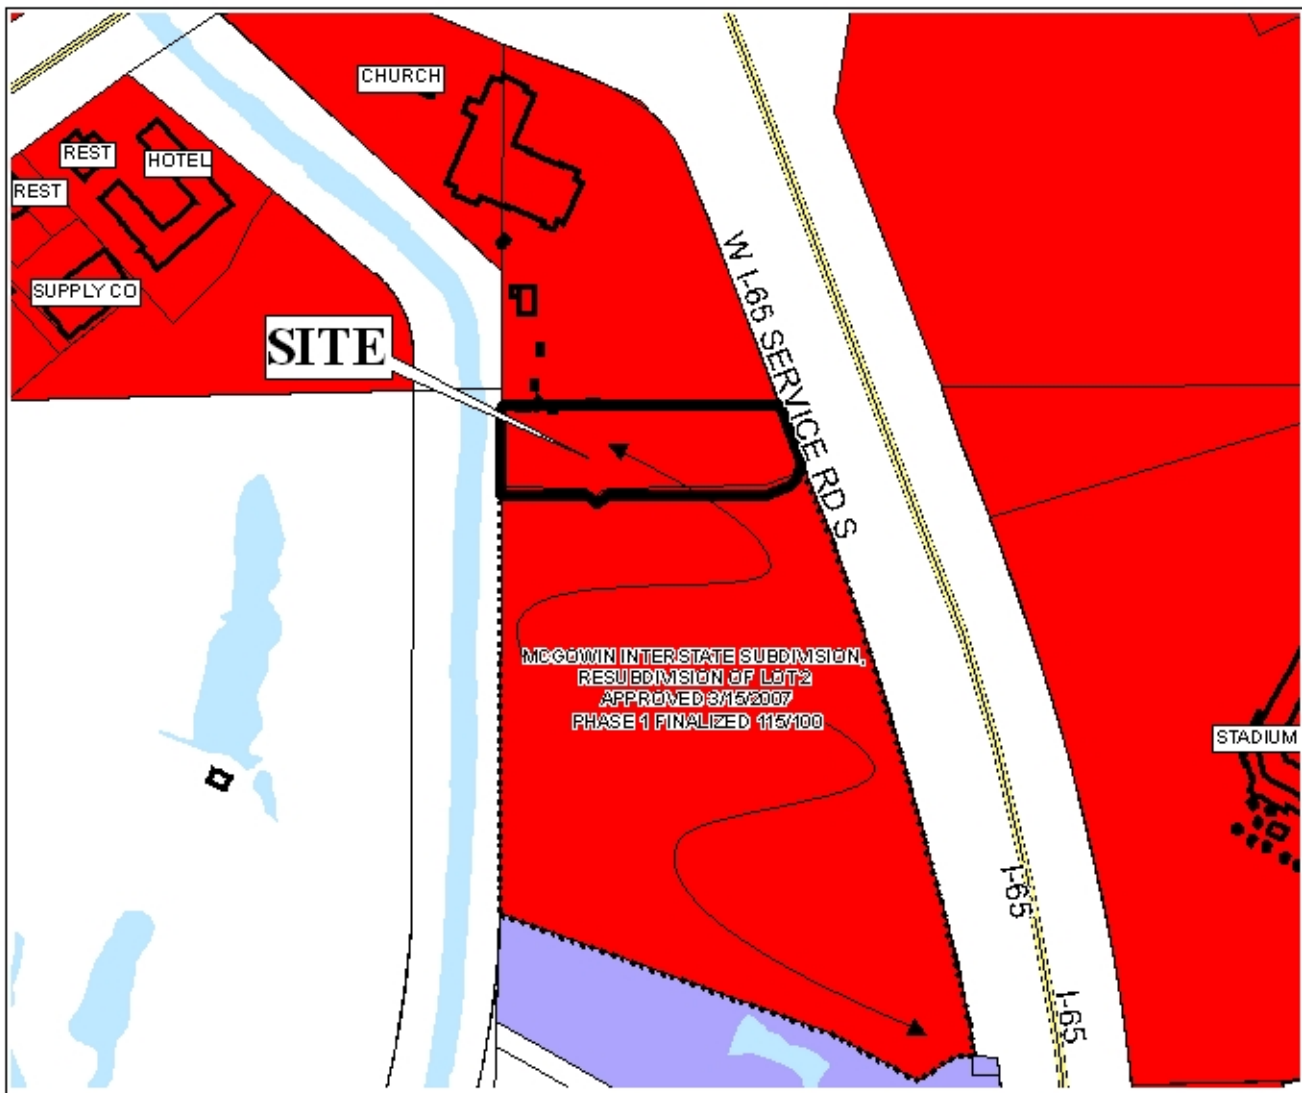 CHURCH
REST
HOTEL
REST
SUPPLY CO
SITE
W I-65 SERVICE RD S
MCGOWIN INTERSTATE SUBDIVISION,
RESUBDIVISION OF LOT 2
APPROVED 3/15/2007
PHASE 1 FINALIZED 115/100
STADIUM
I-65
I-65